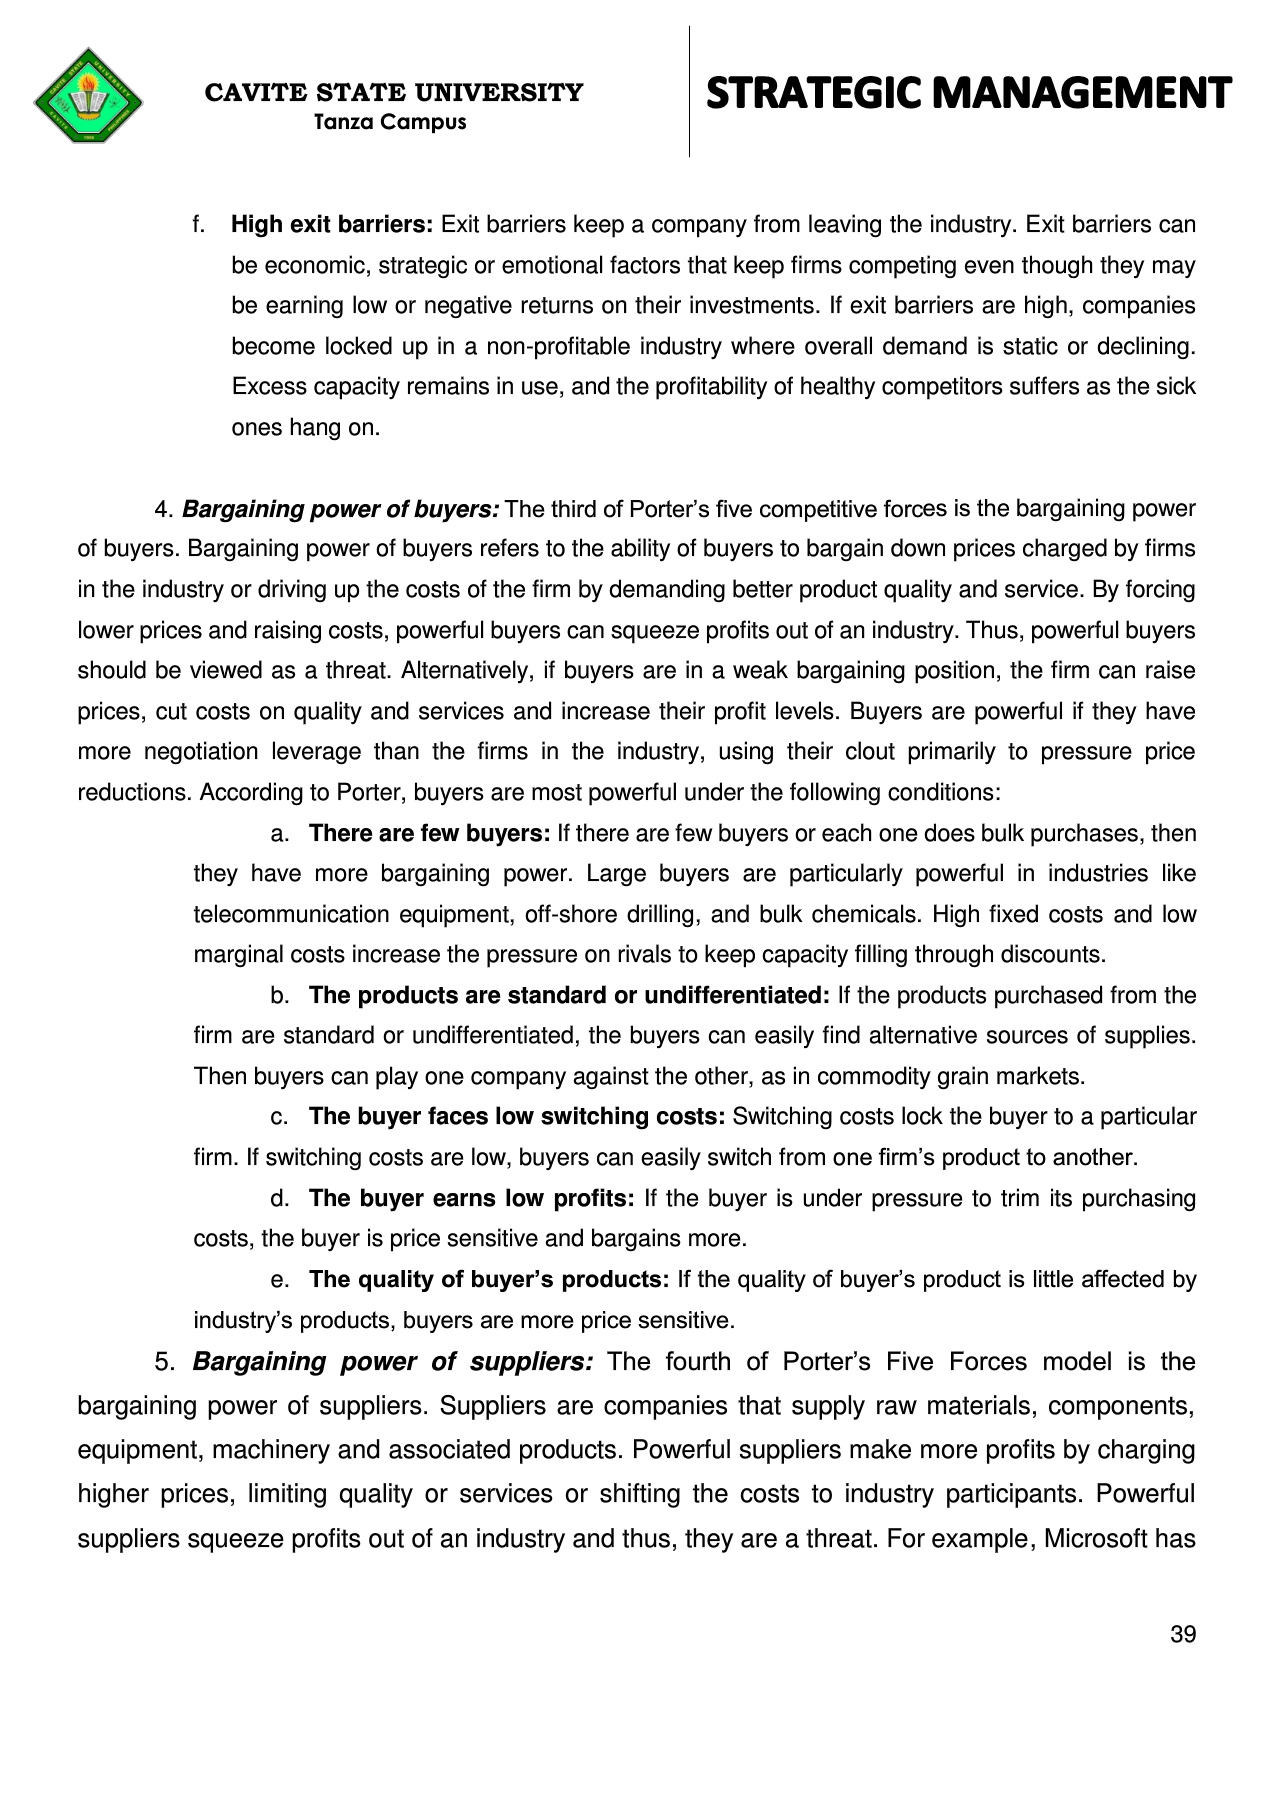 CAVITE STATE UNIVERSITY
Tanza Campus
STRATEGIC MANAGEMENT
f. High exit barriers: Exit barriers keep a company from leaving the industry. Exit barriers can
be economic, strategic or emotional factors that keep firms competing even though they may
be earning low or negative returns on their investments. If exit barriers are high, companies
become locked up in a non-profitable industry where overall demand is static or declining.
Excess capacity remains in use, and the profitability of healthy competitors suffers as the sick
ones hang on.
4. Bargaining power of buyers: The third of Porter’s five competitive forces is the bargaining power
of buyers. Bargaining power of buyers refers to the ability of buyers to bargain down prices charged by firms
in the industry or driving up the costs of the firm by demanding better product quality and service. By forcing
lower prices and raising costs, powerful buyers can squeeze profits out of an industry. Thus, powerful buyers
should be viewed as a threat. Alternatively, if buyers are in a weak bargaining position, the firm can raise
prices, cut costs on quality and services and increase their profit levels. Buyers are powerful if they have
more negotiation leverage than the firms in the industry, using their clout primarily to pressure price
reductions. According to Porter, buyers are most powerful under the following conditions:
a. There are few buyers: If there are few buyers or each one does bulk purchases, then
they have more bargaining power. Large buyers are particularly powerful in industries like
telecommunication equipment, off-shore drilling, and bulk chemicals. High fixed costs and low
marginal costs increase the pressure on rivals to keep capacity filling through discounts.
b. The products are standard or undifferentiated: If the products purchased from the
firm are standard or undifferentiated, the buyers can easily find alternative sources of supplies.
Then buyers can play one company against the other, as in commodity grain markets.
c. The buyer faces low switching costs: Switching costs lock the buyer to a particular
firm. If switching costs are low, buyers can easily switch from one firm’s product to another.
d. The buyer earns low profits: If the buyer is under pressure to trim its purchasing
costs, the buyer is price sensitive and bargains more.
e. The quality of buyer’s products: If the quality of buyer’s product is little affected by
industry’s products, buyers are more price sensitive.
5. Bargaining power of suppliers: The fourth of Porter’s Five Forces model is the
bargaining power of suppliers. Suppliers are companies that supply raw materials, components,
equipment, machinery and associated products. Powerful suppliers make more profits by charging
higher prices, limiting quality or services or shifting the costs to industry participants. Powerful
suppliers squeeze profits out of an industry and thus, they are a threat. For example, Microsoft has
39